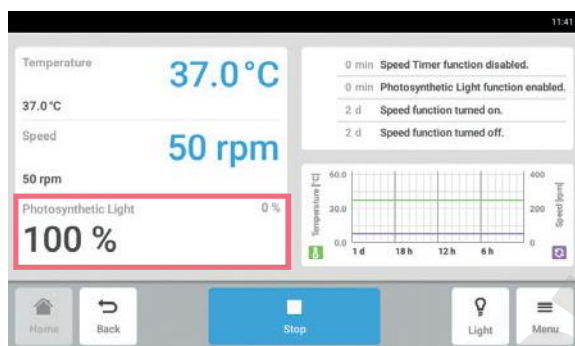 11:41
Temperature
37.0°C
37.0°C
Speed
50 rpm
50 rpm
Photosynthetic Light 0 %
100 %
0 min Speed Timer function disabled.
0 min Photosynthetic Light function enabled.
2 d Speed function turned on.
2 d Speed function turned off.
Temperature [°C]
60.0
30.0
0.0
400
200
0
Speed [rpm]
1 d 18 h 12 h 6 h
Home
Back
Stop
Light
Menu